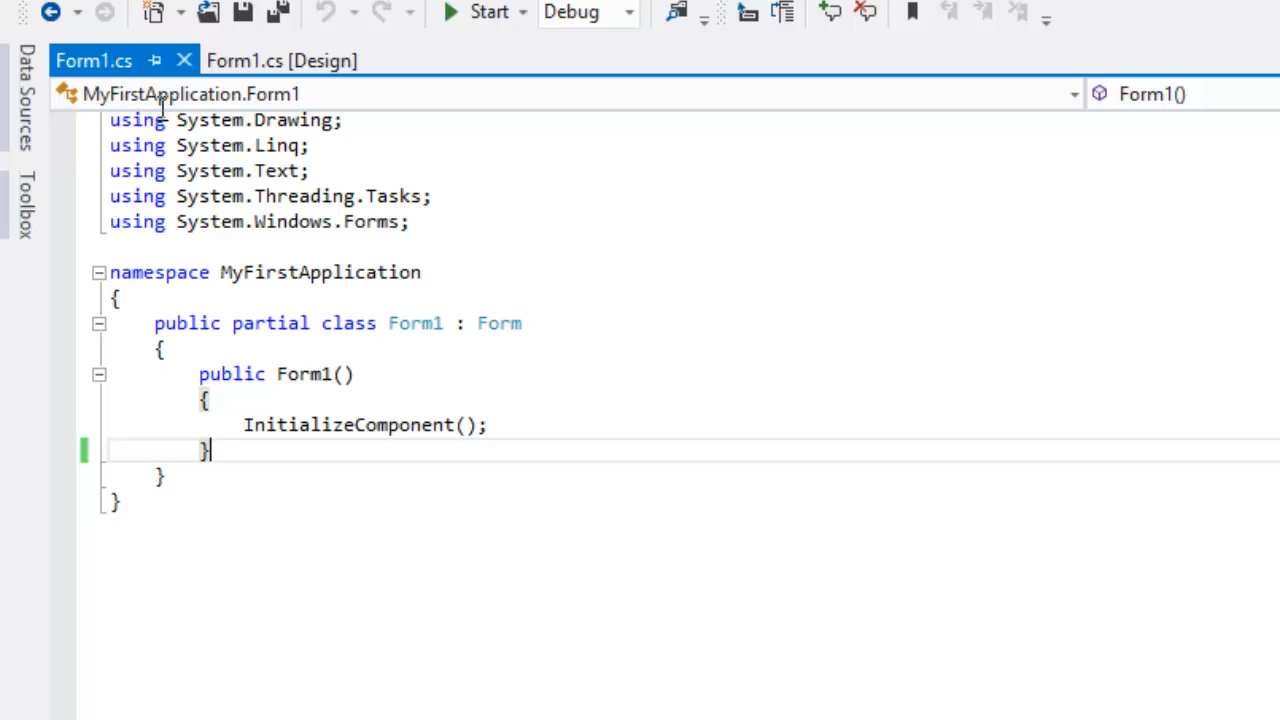 Start Debug
Form1.cs Form1.cs [Design]
MyFirstApplication.Form1 Form1()
Data Sources
Toolbox
using System.Drawing;
using System.Linq;
using System.Text;
using System.Threading.Tasks;
using System.Windows.Forms;
namespace MyFirstApplication
{
public partial class Form1 : Form
{
public Form1()
{
InitializeComponent();
}
}
}